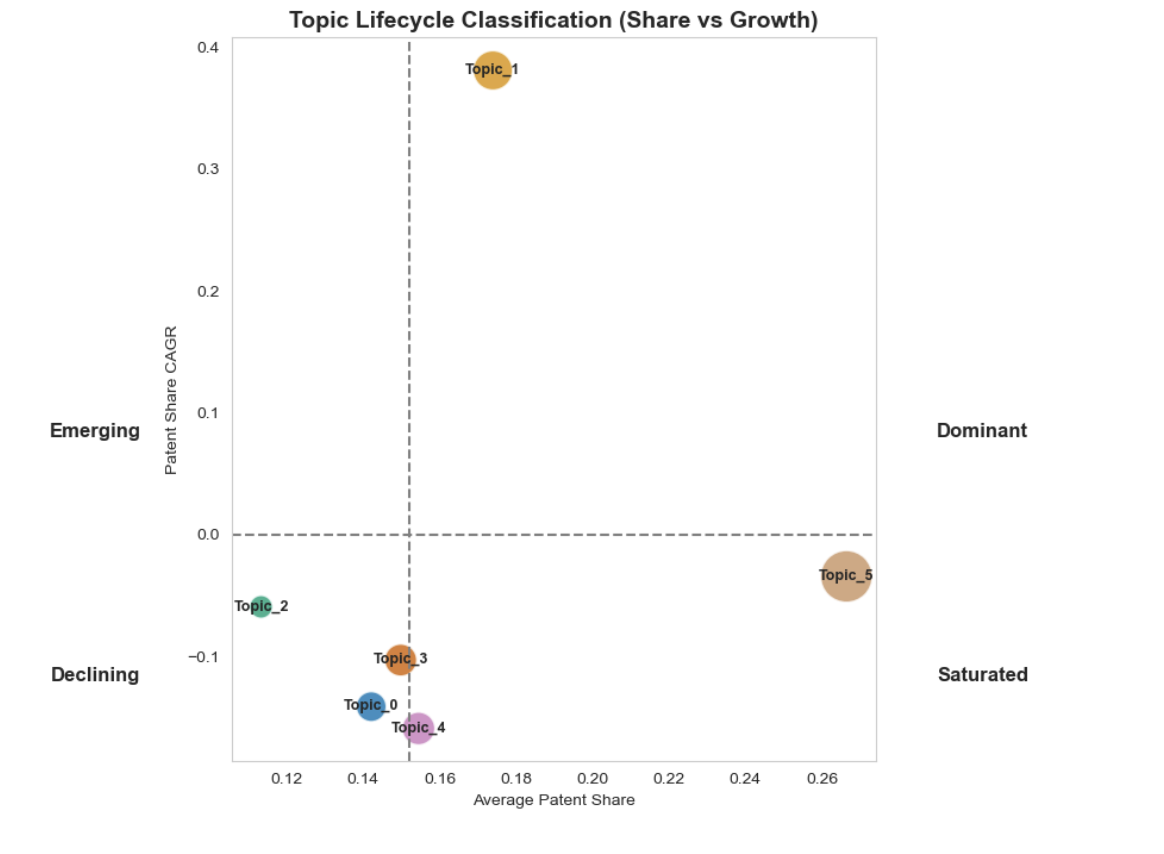 Topic Lifecycle Classification (Share vs Growth)
0.4
0.3
0.2
0.1
0.0
−0.1
Patent Share CAGR
Emerging
Dominant
Declining
Saturated
Topic_1
Topic_5
Topic_2
Topic_3
Topic_0
Topic_4
0.12 0.14 0.16 0.18 0.20 0.22 0.24 0.26
Average Patent Share